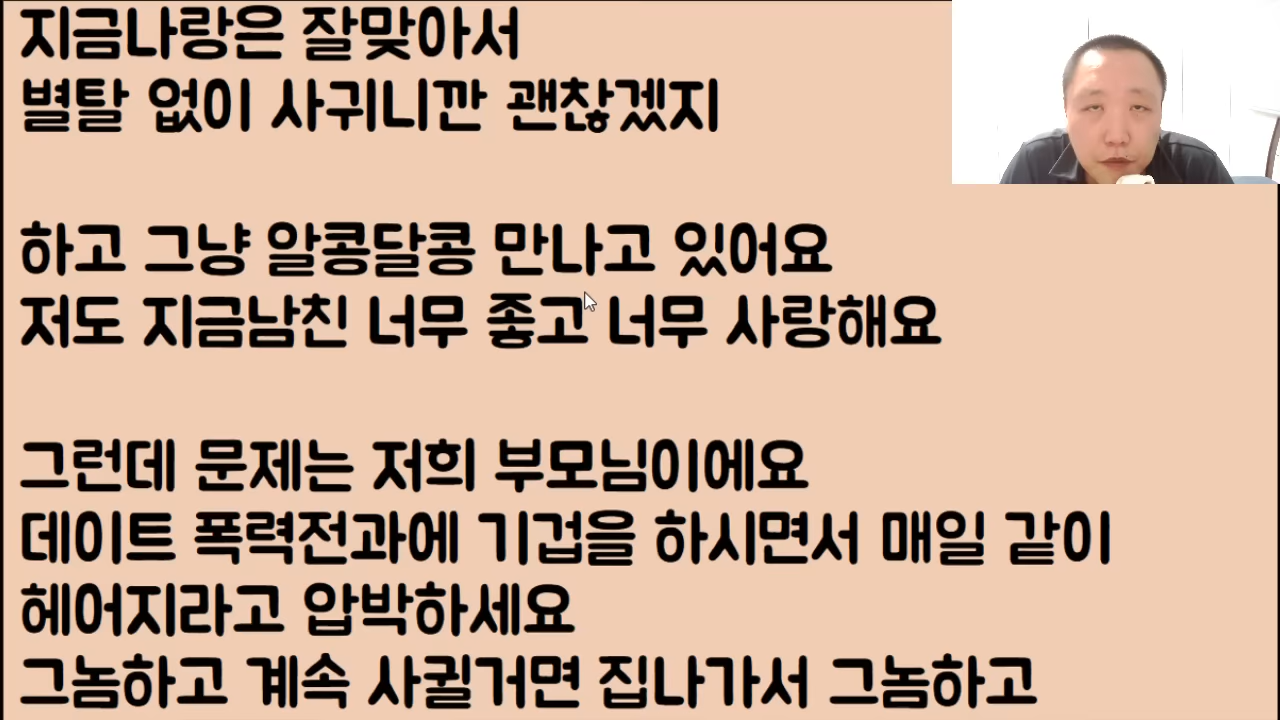 지금나랑은 잘맞아서
별탈 없이 사귀니깐 괜찮겠지
하고 그냥 알콩달콩 만나고 있어요
저도 지금남친 너무 좋고 너무 사랑해요
그런데 문제는 저희 부모님이에요
데이트 폭력전과에 기겁을 하시면서 매일 같이
헤어지라고 압박하세요
그놈하고 계속 사귈거면 집나가서 그놈하고